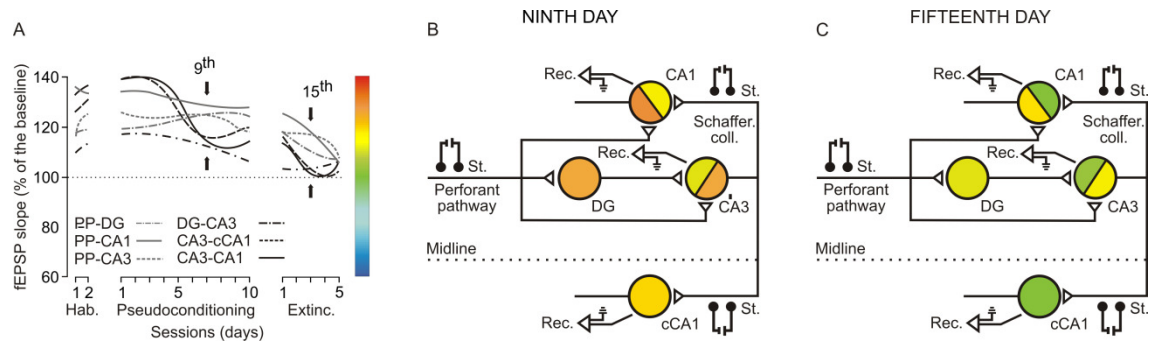 NINTH DAY
FIFTEENTH DAY
A
B
C
fEPSP slope (% of the baseline)
140
120
100
80
60
9th
15th
PP-DG
PP-CA1
PP-CA3
DG-CA3
CA3-cCA1
CA3-CA1
1 2
1 5 10
1 5
Hab.
Pseudoconditioning
Extinc.
Sessions (days)
Rec.
CA1
St.
Schaffer.
coll.
Rec.
St.
Perforant
pathway
DG
CA3
Midline
St.
Rec.
cCA1
Rec.
CA1
St.
Schaffer.
coll.
Rec.
St.
Perforant
pathway
DG
CA3
Midline
St.
Rec.
cCA1